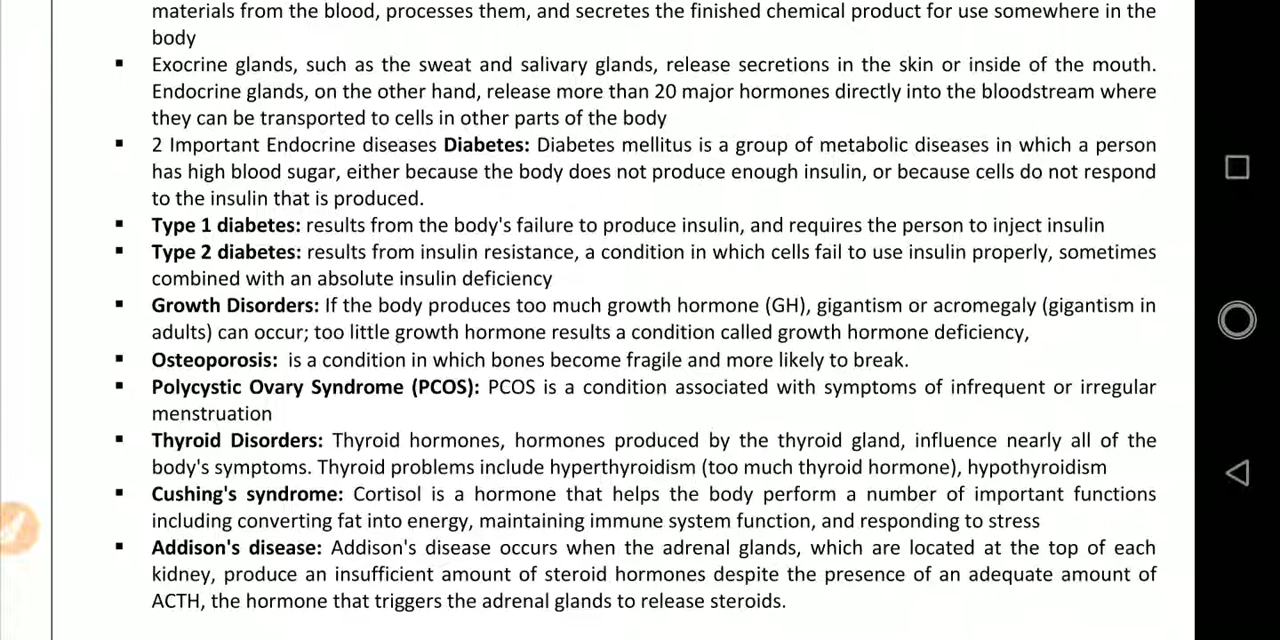 materials from the blood, processes them, and secretes the finished chemical product for use somewhere in the
body
▪ Exocrine glands, such as the sweat and salivary glands, release secretions in the skin or inside of the mouth.
Endocrine glands, on the other hand, release more than 20 major hormones directly into the bloodstream where
they can be transported to cells in other parts of the body
▪ 2 Important Endocrine diseases Diabetes: Diabetes mellitus is a group of metabolic diseases in which a person
has high blood sugar, either because the body does not produce enough insulin, or because cells do not respond
to the insulin that is produced.
▪ Type 1 diabetes: results from the body's failure to produce insulin, and requires the person to inject insulin
▪ Type 2 diabetes: results from insulin resistance, a condition in which cells fail to use insulin properly, sometimes
combined with an absolute insulin deficiency
▪ Growth Disorders: If the body produces too much growth hormone (GH), gigantism or acromegaly (gigantism in
adults) can occur; too little growth hormone results a condition called growth hormone deficiency,
▪ Osteoporosis: is a condition in which bones become fragile and more likely to break.
▪ Polycystic Ovary Syndrome (PCOS): PCOS is a condition associated with symptoms of infrequent or irregular
menstruation
▪ Thyroid Disorders: Thyroid hormones, hormones produced by the thyroid gland, influence nearly all of the
body's symptoms. Thyroid problems include hyperthyroidism (too much thyroid hormone), hypothyroidism
▪ Cushing's syndrome: Cortisol is a hormone that helps the body perform a number of important functions
including converting fat into energy, maintaining immune system function, and responding to stress
▪ Addison's disease: Addison's disease occurs when the adrenal glands, which are located at the top of each
kidney, produce an insufficient amount of steroid hormones despite the presence of an adequate amount of
ACTH, the hormone that triggers the adrenal glands to release steroids.